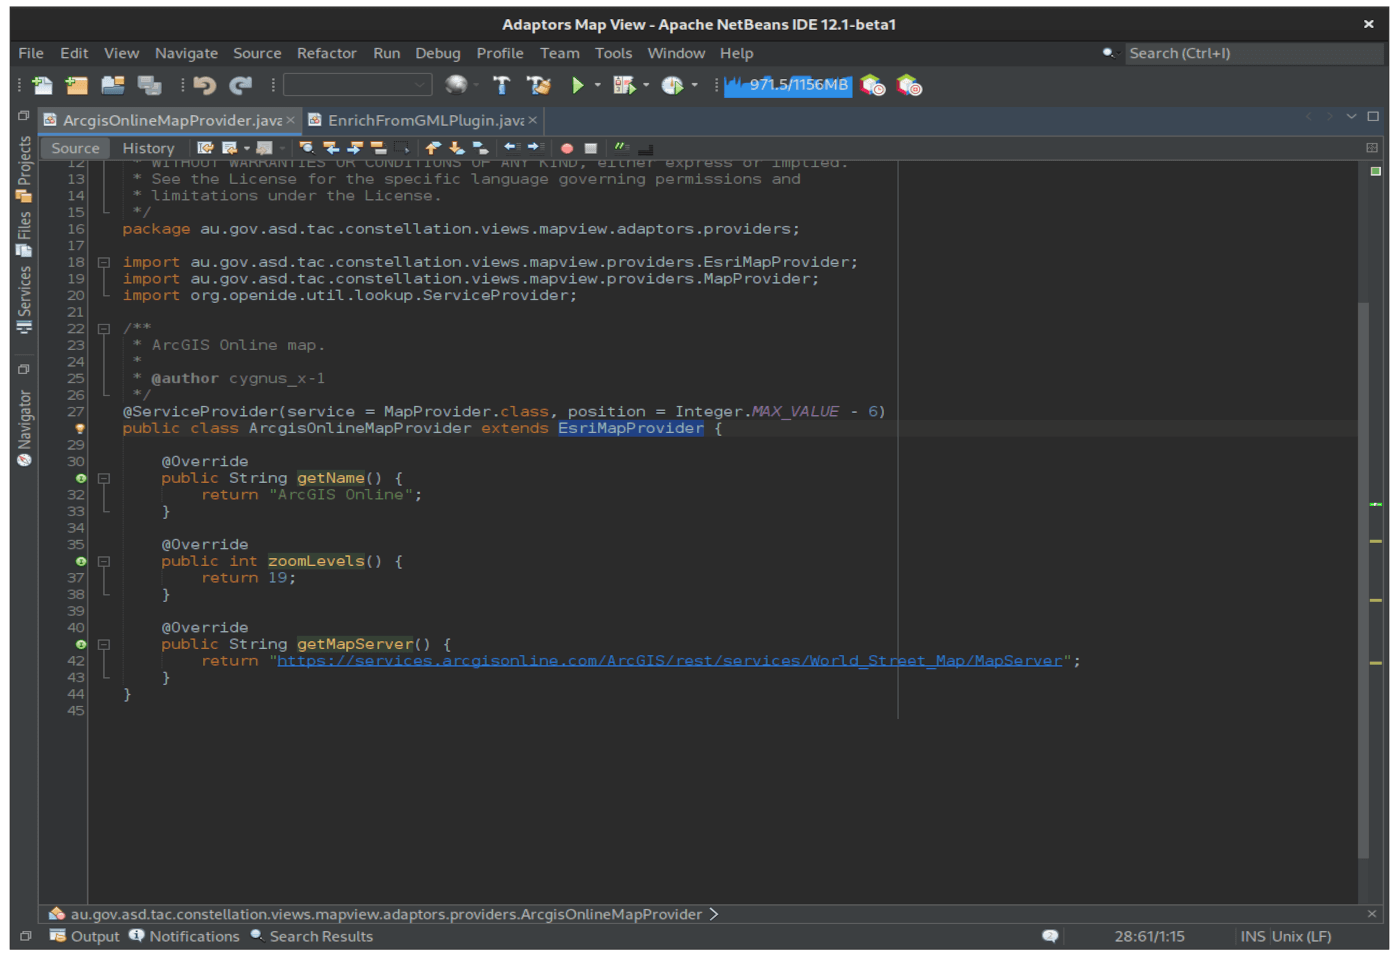 Adaptors Map View - Apache NetBeans IDE 12.1-beta1
File Edit View Navigate Source Refactor Run Debug Profile Team Tools Window Help
Search (Ctrl+I)
971.5/1156MB
ArcgisOnlineMapProvider.java
EnrichFromGMLPlugin.java
Source History
Projects
Files
Services
Navigator
12 * WITHOUT WARRANTIES OR CONDITIONS OF ANY KIND, either express or implied.
13 * See the License for the specific language governing permissions and
14 * limitations under the License.
15 */
16 package au.gov.asd.tac.constellation.views.mapview.adaptors.providers;
17
18 import au.gov.asd.tac.constellation.views.mapview.providers.EsriMapProvider;
19 import au.gov.asd.tac.constellation.views.mapview.providers.MapProvider;
20 import org.openide.util.lookup.ServiceProvider;
21
22 /**
23 * ArcGIS Online map.
24 *
25 * @author cygnus_x-1
26 */
27 @ServiceProvider(service = MapProvider.class, position = Integer.MAX_VALUE - 6)
public class ArcgisOnlineMapProvider extends EsriMapProvider {
29
30 @Override
public String getName() {
32 return "ArcGIS Online";
33 }
34
35 @Override
public int zoomLevels() {
37 return 19;
38 }
39
40 @Override
public String getMapServer() {
42 return "https://services.arcgisonline.com/ArcGIS/rest/services/World_Street_Map/MapServer";
43 }
44 }
45
au.gov.asd.tac.constellation.views.mapview.adaptors.providers.ArcgisOnlineMapProvider
Output Notifications Search Results
28:61/1:15 INS Unix (LF)